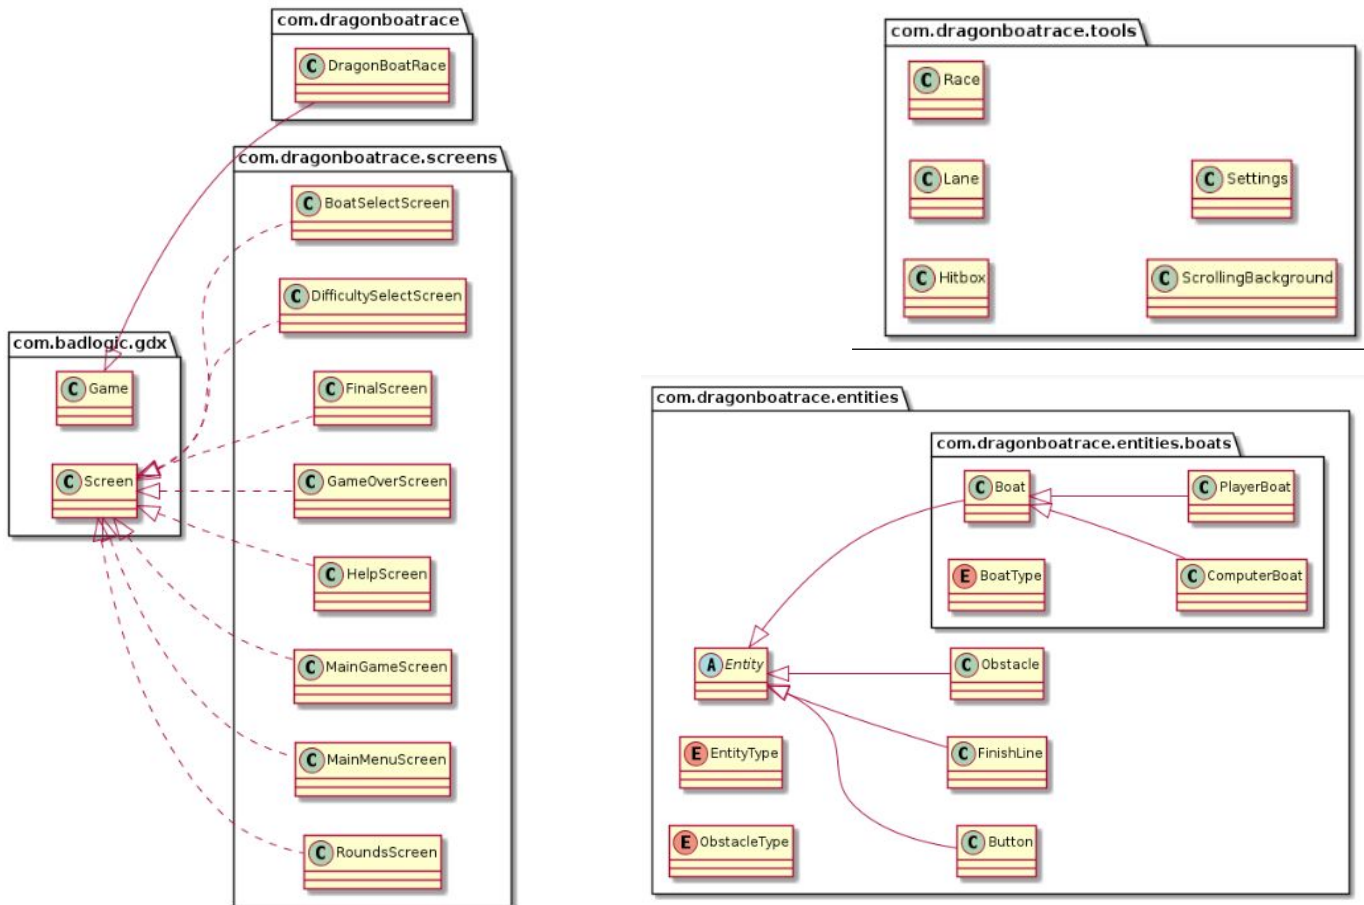 com.dragonboatrace
C DragonBoatRace
com.dragonboatrace.screens
C BoatSelectScreen
C DifficultySelectScreen
C FinalScreen
C GameOverScreen
C HelpScreen
C MainGameScreen
C MainMenuScreen
C RoundsScreen
com.badlogic.gdx
C Game
C Screen
com.dragonboatrace.tools
C Race
C Lane
C Settings
C Hitbox
C ScrollingBackground
com.dragonboatrace.entities
com.dragonboatrace.entities.boats
C Boat
C PlayerBoat
E BoatType
C ComputerBoat
A Entity
C Obstacle
E EntityType
C FinishLine
E ObstacleType
C Button